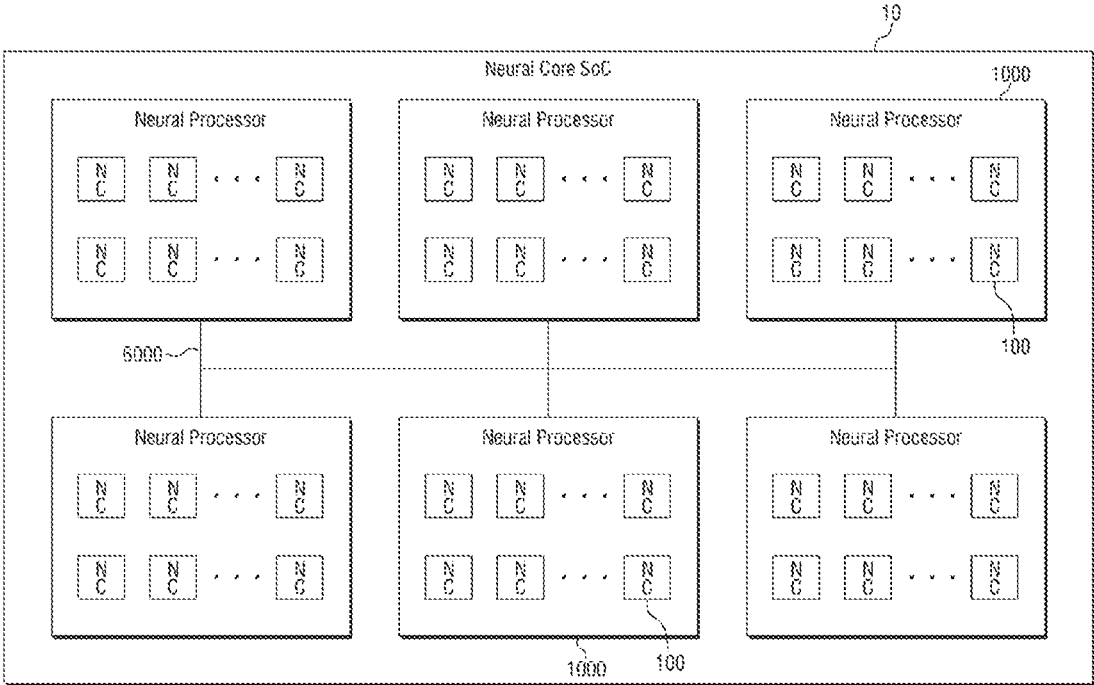 10
Neural Core SoC
1000
Neural Processor Neural Processor Neural Processor
NC NC . . . NC NC NC . . . NC NC NC . . . NC
NC NC . . . NC NC NC . . . NC NC NC . . . NC
100
6000
Neural Processor Neural Processor Neural Processor
NC NC . . . NC NC NC . . . NC NC NC . . . NC
NC NC . . . NC NC NC . . . NC NC NC . . . NC
1000 100